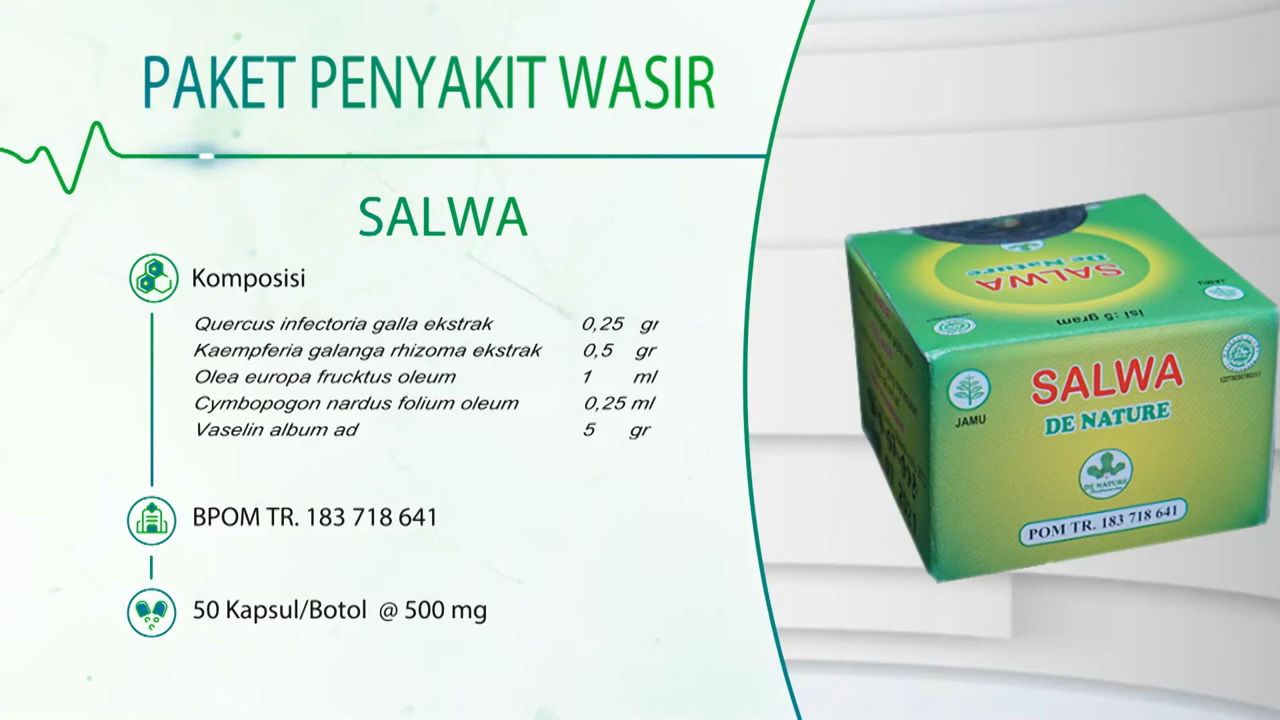 PAKET PENYAKIT WASIR
SALWA
Komposisi
Quercus infectoria galla ekstrak 0,25 gr
Kaempferia galanga rhizoma ekstrak 0,5 gr
Olea europa frucktus oleum 1 ml
Cymbopogon nardus folium oleum 0,25 ml
Vaselin album ad 5 gr
BPOM TR. 183 718 641
50 Kapsul/Botol @ 500 mg
SALWA
De Nature
JAMU
isi : 5 gram
SALWA
DE NATURE
JAMU
DE NATURE
POM TR. 183 718 641